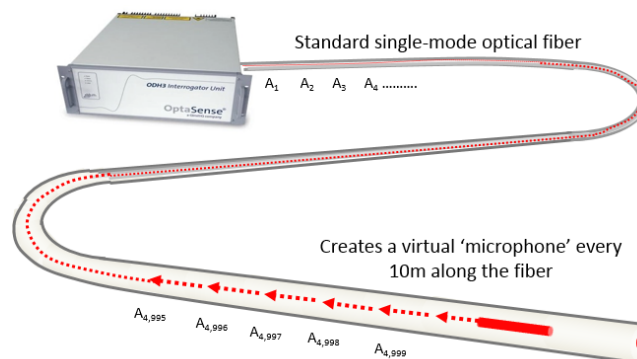 Standard single-mode optical fiber
ODH3 Interrogator Unit
OptaSense®
A₁ A₂ A₃ A₄ ..........
Creates a virtual ‘microphone’ every
10m along the fiber
A₄,₉₉₅ A₄,₉₉₆ A₄,₉₉₇ A₄,₉₉₈ A₄,₉₉₉